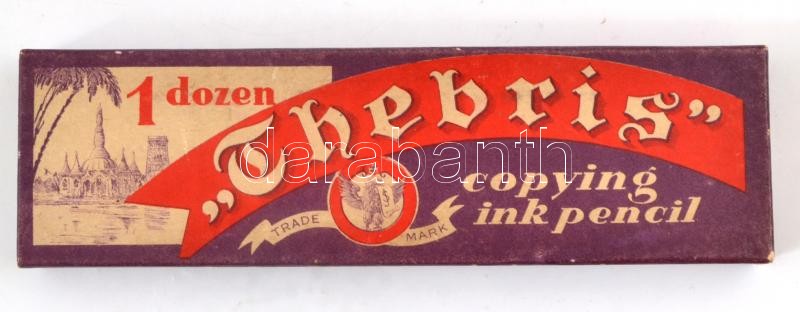 1 dozen
„Thebris”
copying
ink pencil
TRADE MARK
darabanth